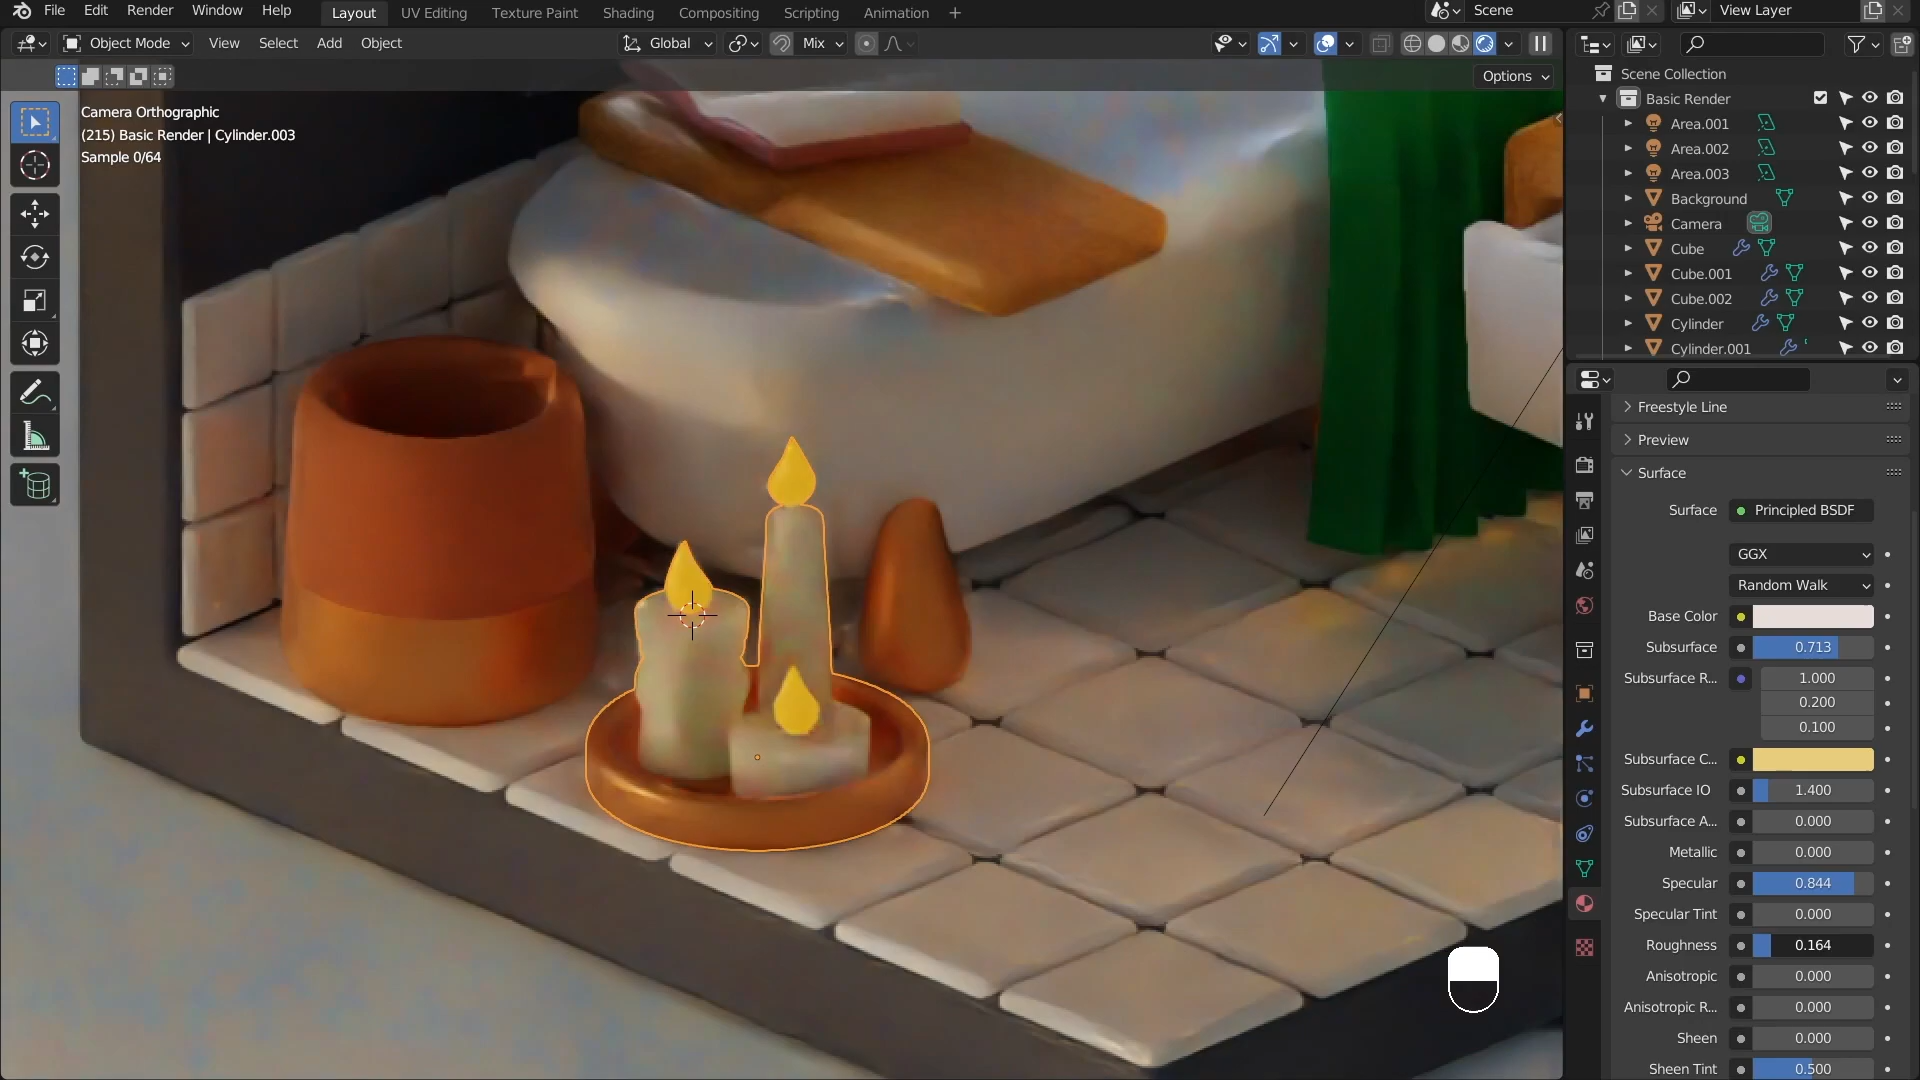 File Edit Render Window Help Layout UV Editing Texture Paint Shading Compositing Scripting Animation + Scene View Layer
Object Mode View Select Add Object Global Mix
Options
Camera Orthographic
(215) Basic Render | Cylinder.003
Sample 0/64
Scene Collection
Basic Render
Area.001
Area.002
Area.003
Background
Camera
Cube
Cube.001
Cube.002
Cylinder
Cylinder.001
Freestyle Line
Preview
Surface
Surface Principled BSDF
GGX
Random Walk
Base Color
Subsurface 0.713
Subsurface R... 1.000
0.200
0.100
Subsurface C...
Subsurface IO 1.400
Subsurface A... 0.000
Metallic 0.000
Specular 0.844
Specular Tint 0.000
Roughness 0.164
Anisotropic 0.000
Anisotropic R... 0.000
Sheen 0.000
Sheen Tint 0.500